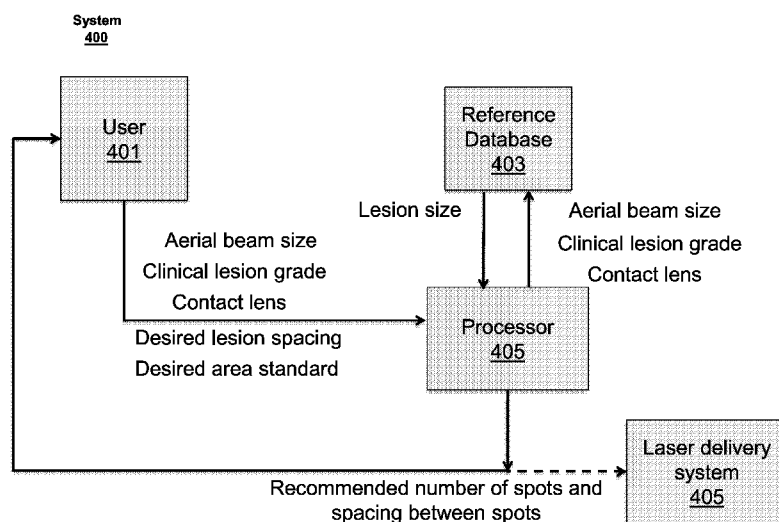 System
400
User
401
Reference
Database
403
Lesion size
Aerial beam size
Clinical lesion grade
Contact lens
Aerial beam size
Clinical lesion grade
Contact lens
Desired lesion spacing
Desired area standard
Processor
405
Laser delivery
system
405
Recommended number of spots and
spacing between spots